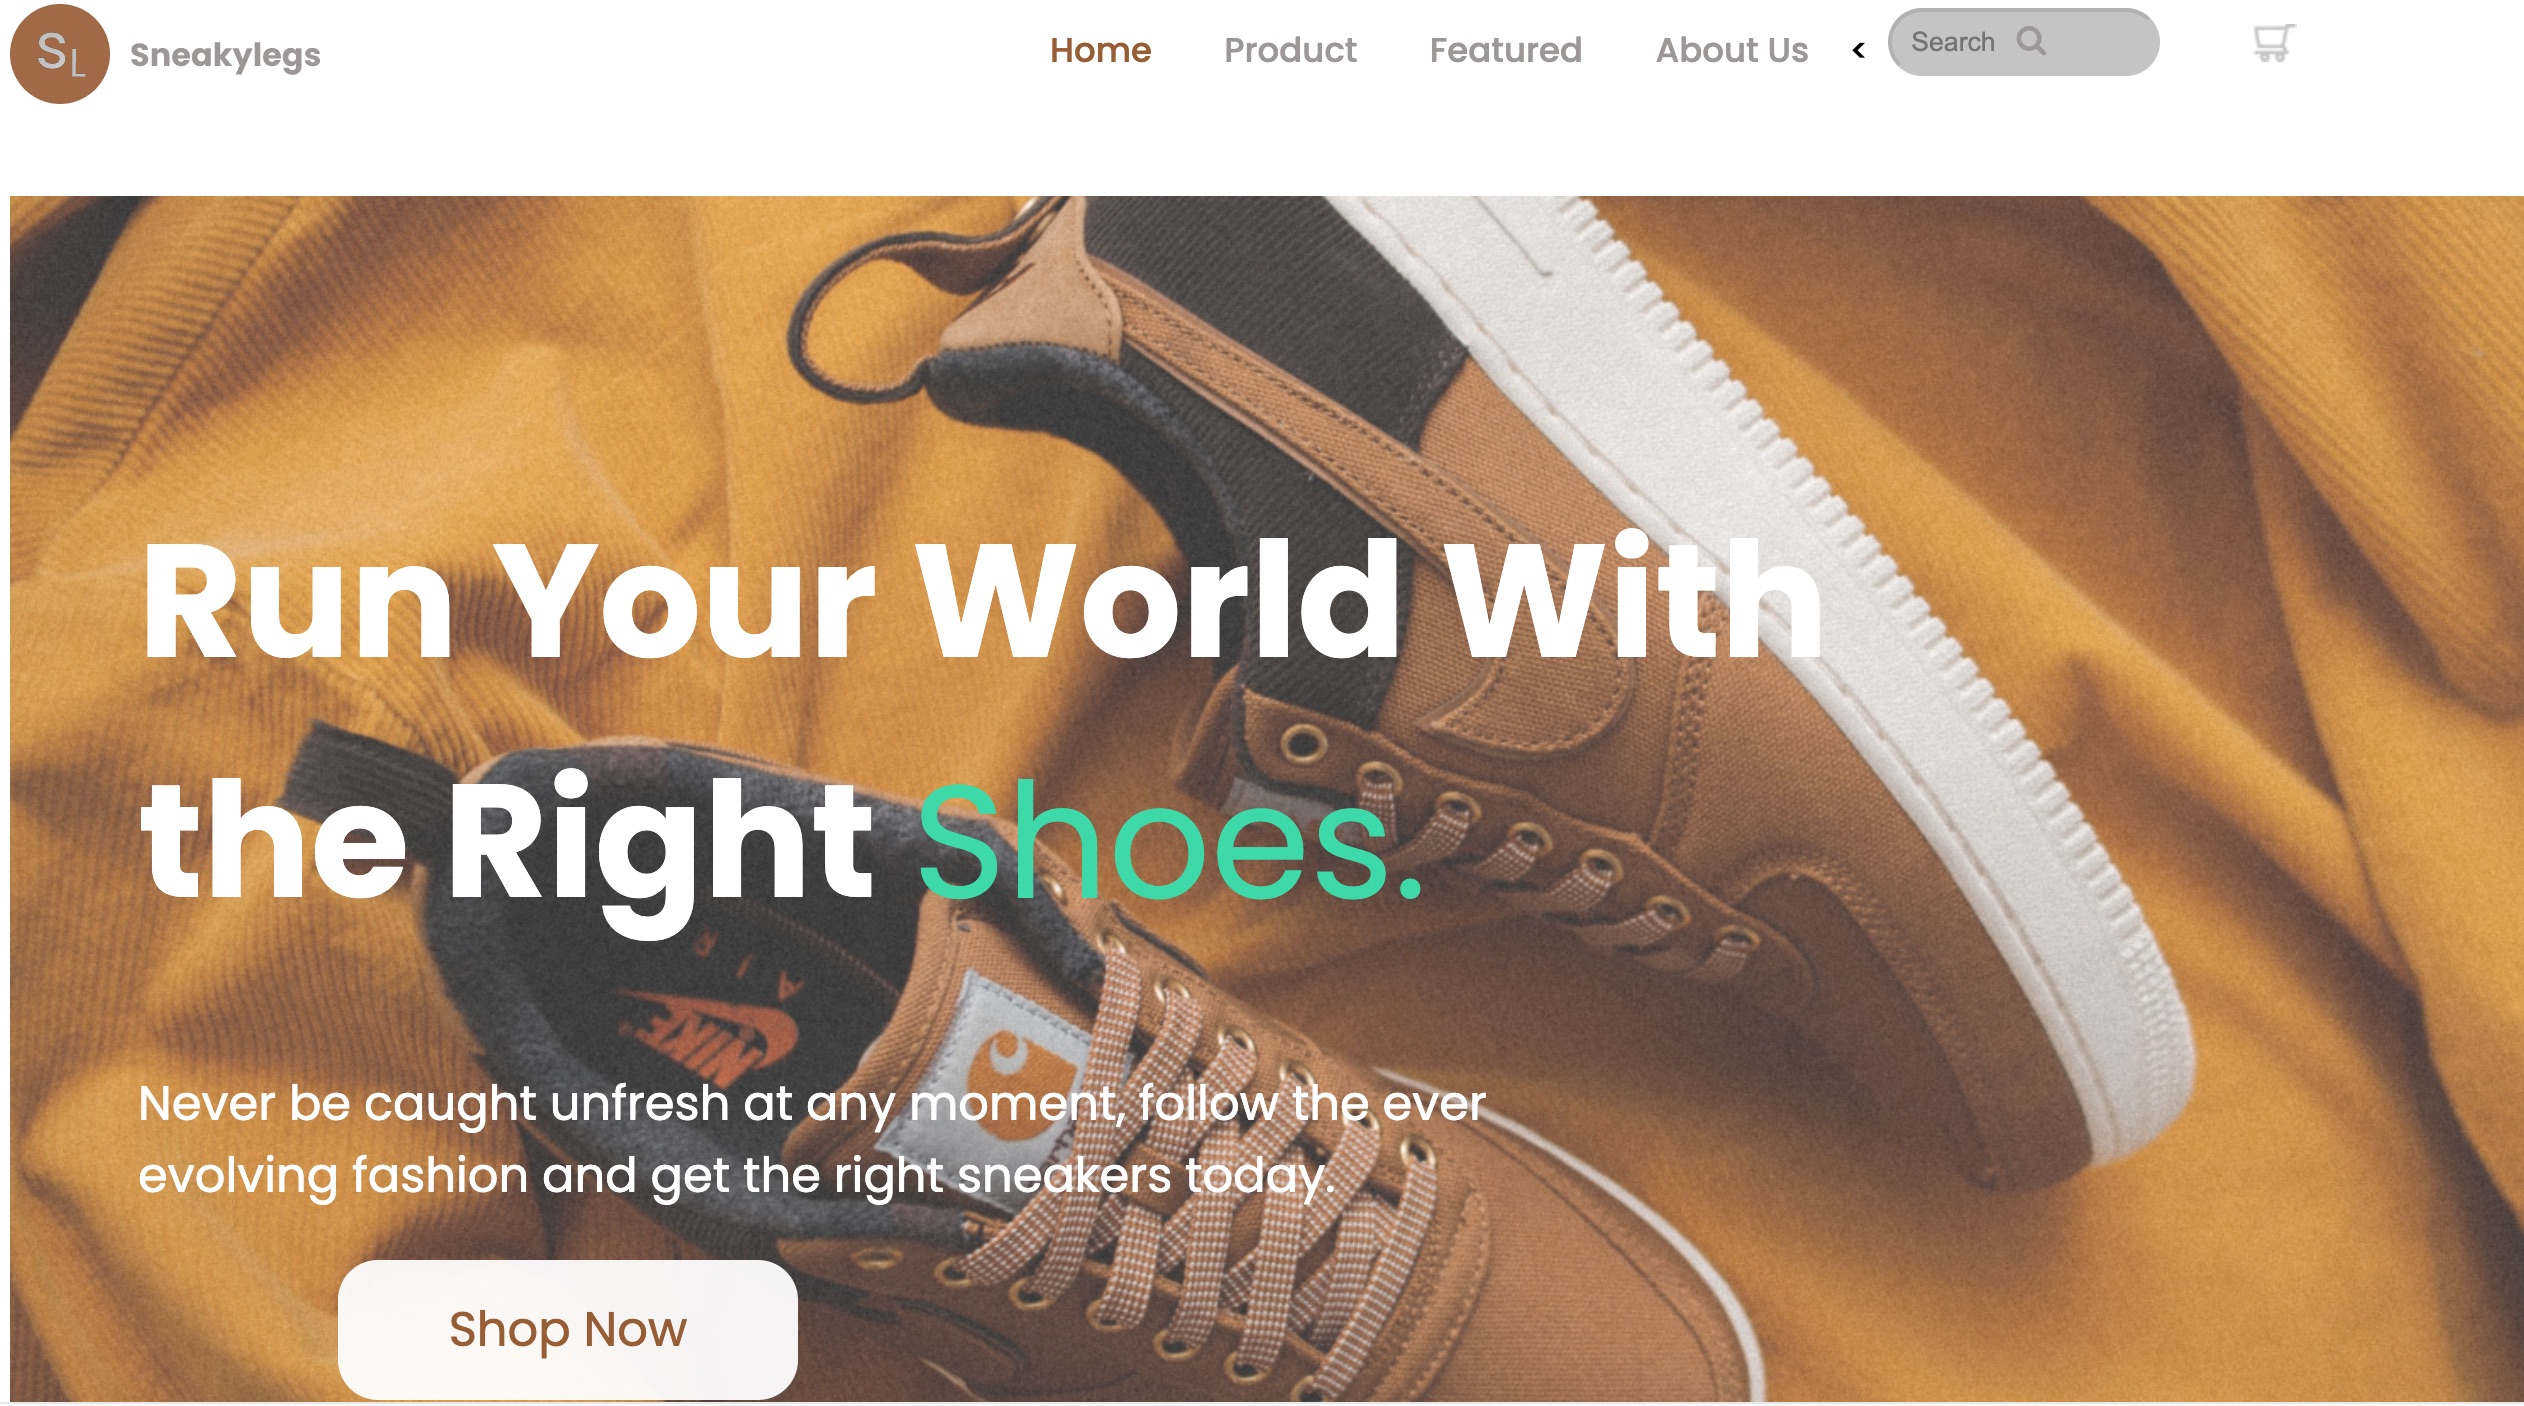 SL Sneakylegs Home Product Featured About Us < Search
Run Your World With
the Right Shoes.
AIR
NIKE
Never be caught unfresh at any moment, follow the ever
evolving fashion and get the right sneakers today.
Shop Now